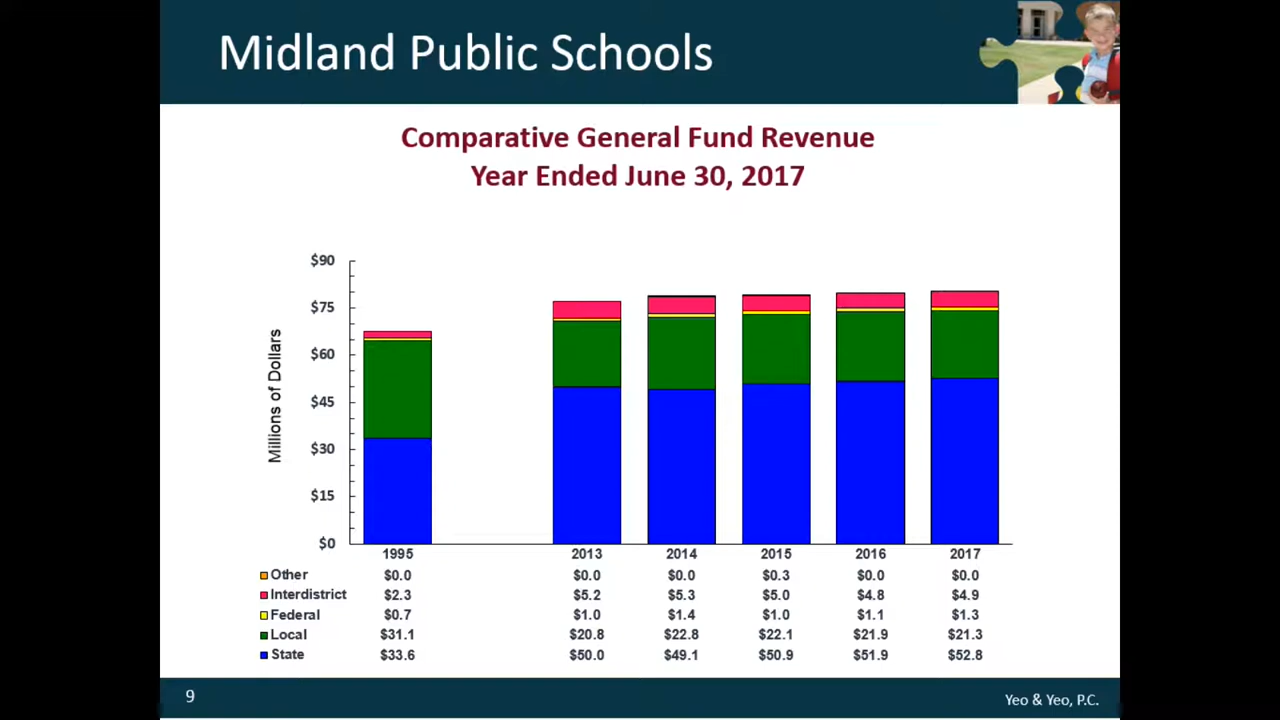 Midland Public Schools
Comparative General Fund Revenue
Year Ended June 30, 2017
$90
$75
$60
$45
$30
$15
$0
Millions of Dollars
1995 2013 2014 2015 2016 2017
Other $0.0 $0.0 $0.0 $0.3 $0.0 $0.0
Interdistrict $2.3 $5.2 $5.3 $5.0 $4.8 $4.9
Federal $0.7 $1.0 $1.4 $1.0 $1.1 $1.3
Local $31.1 $20.8 $22.8 $22.1 $21.9 $21.3
State $33.6 $50.0 $49.1 $50.9 $51.9 $52.8
9
Yeo & Yeo, P.C.